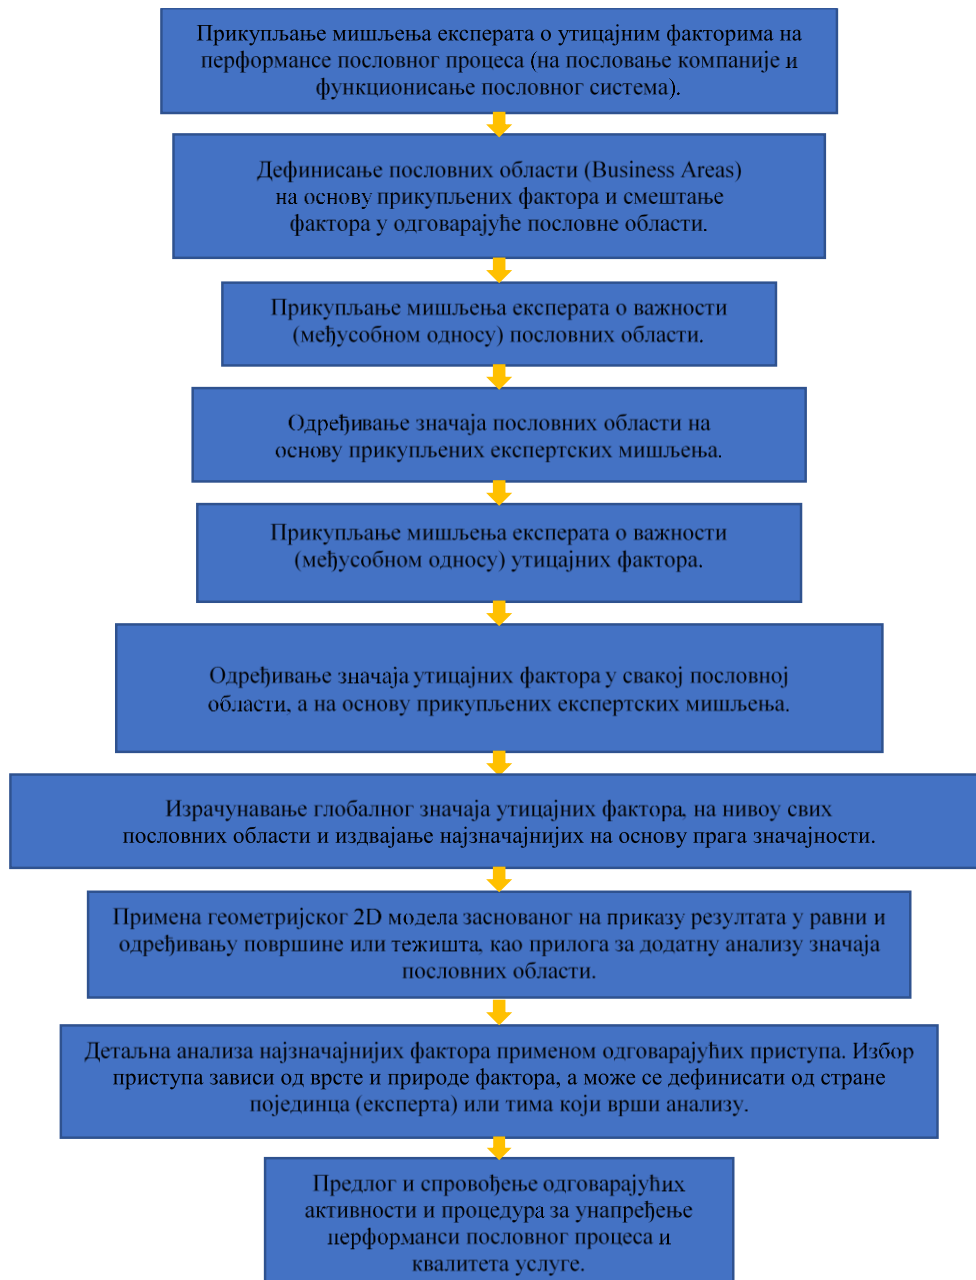 Прикупљање мишљења експерата о утицајним факторима на
перформансе пословног процеса (на пословање компаније и
функционисање пословног система).
Дефинисање пословних области (Business Areas)
на основу прикупљених фактора и смештање
фактора у одговарајуће пословне области.
Прикупљање мишљења експерата о важности
(међусобном односу) пословних области.
Одређивање значаја пословних области на
основу прикупљених експертских мишљења.
Прикупљање мишљења експерата о важности
(међусобном односу) утицајних фактора.
Одређивање значаја утицајних фактора у свакој пословној
области, а на основу прикупљених експертских мишљења.
Израчунавање глобалног значаја утицајних фактора, на нивоу свих
пословних области и издвајање најзначајнијих на основу прага значајности.
Примена геометријског 2D модела заснованог на приказу резултата у равни и
одређивању површине или тежишта, као прилога за додатну анализу значаја
пословних области.
Детаљна анализа најзначајнијих фактора применом одговарајућих приступа. Избор
приступа зависи од врсте и природе фактора, а може се дефинисати од стране
појединца (експерта) или тима који врши анализу.
Предлог и спровођење одговарајућих
активности и процедура за унапређење
перформанси пословног процеса и
квалитета услуге.